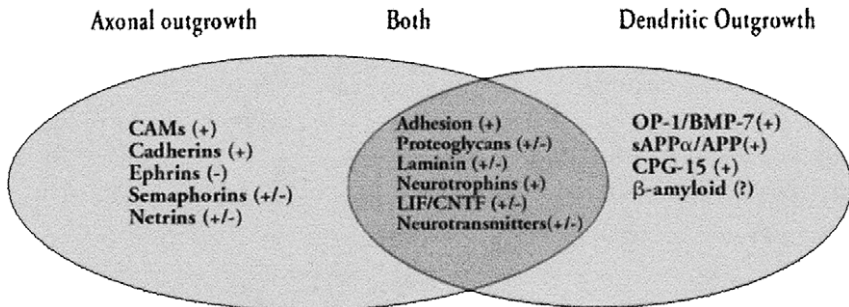 Axonal outgrowth
Both
Dendritic Outgrowth
CAMs (+)
Cadherins (+)
Ephrins (-)
Semaphorins (+/-)
Netrins (+/-)
Adhesion (+)
Proteoglycans (+/-)
Laminin (+/-)
Neurotrophins (+)
LIF/CNTF (+/-)
Neurotransmitters(+/-)
OP-1/BMP-7(+)
sAPPα/APP(+)
CPG-15 (+)
β-amyloid (?)